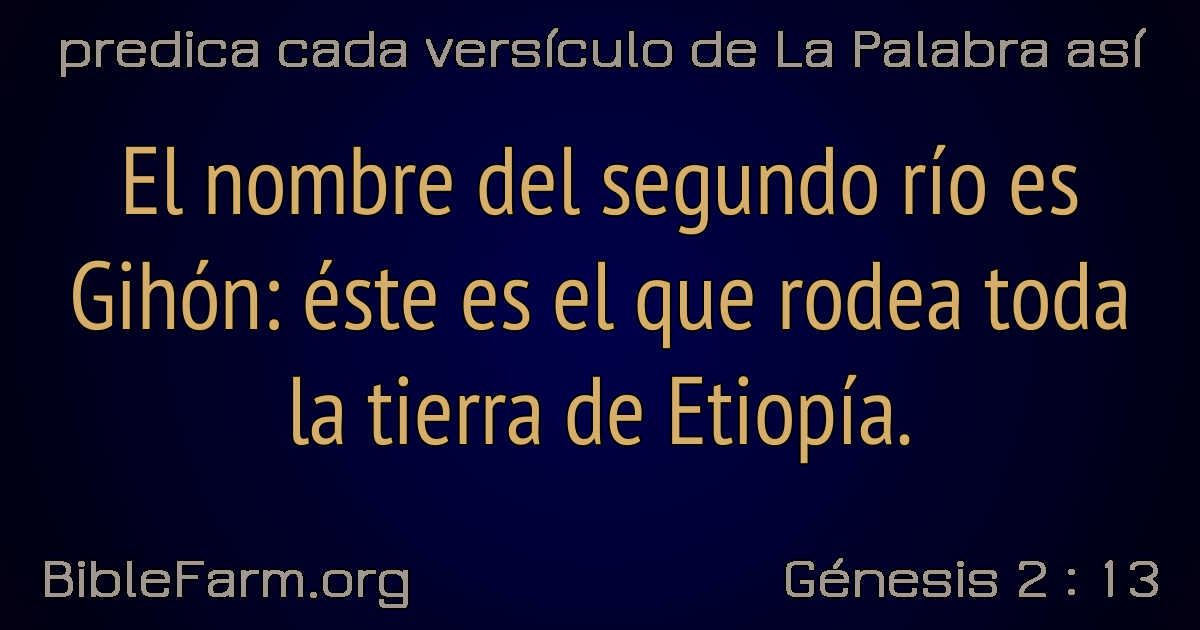 predica cada versículo de La Palabra así
El nombre del segundo río es
Gihón: éste es el que rodea toda
la tierra de Etiopía.
BibleFarm.org
Génesis 2 : 13